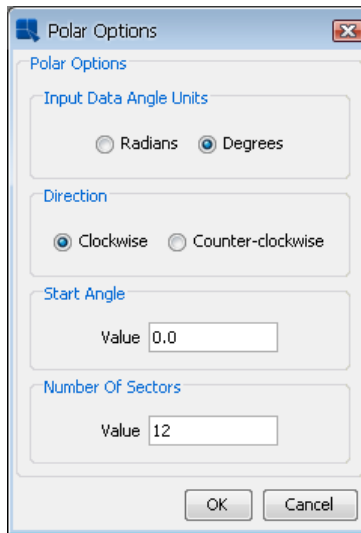 Polar Options
Polar Options
Input Data Angle Units
Radians Degrees
Direction
Clockwise Counter-clockwise
Start Angle
Value 0.0
Number Of Sectors
Value 12
OK Cancel